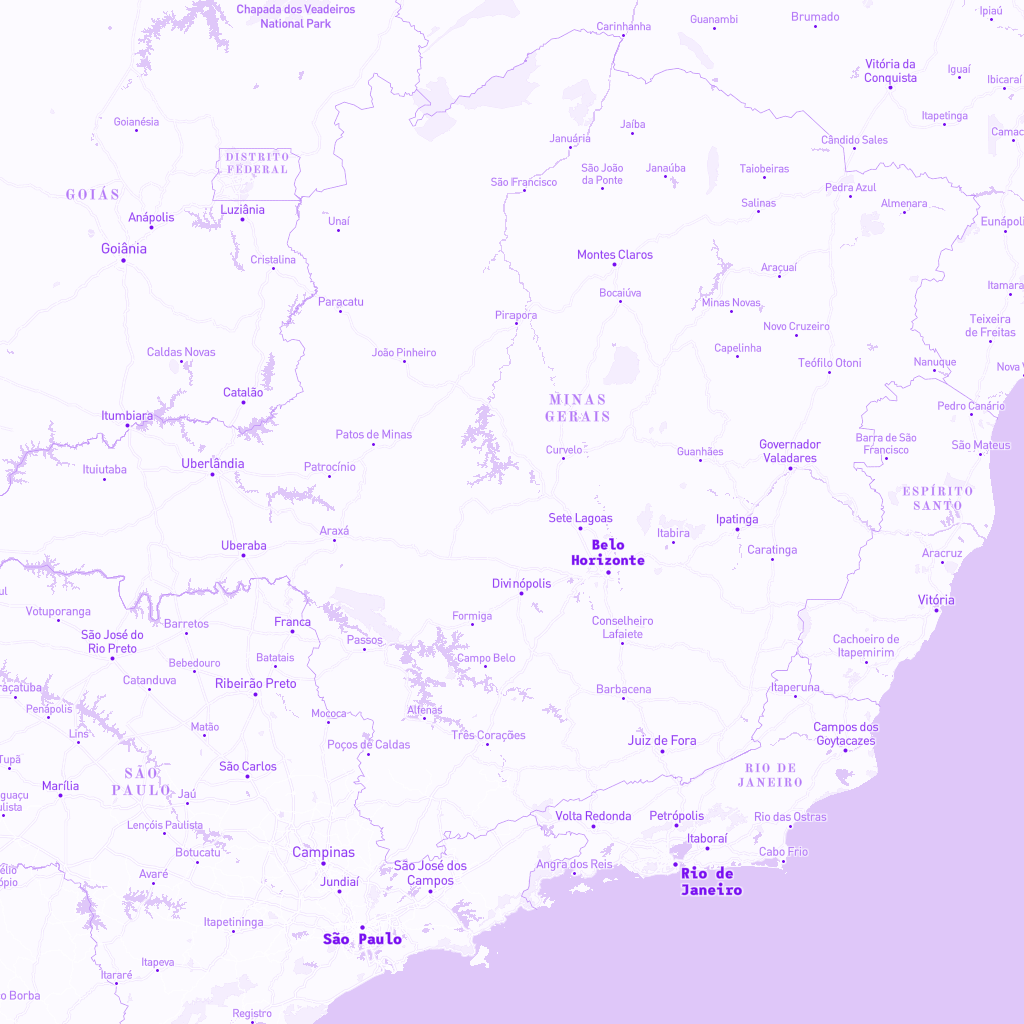 Chapada dos Veadeiros
National Park
Carinhanha
Guanambi
Brumado
Ipiaú
Vitória da
Conquista
Iguaí
Ibicaraí
Goianésia
Jaíba
Januária
Itapetinga
Cândido Sales
DISTRITO
FEDERAL
São João
da Ponte
Janaúba
Taiobeiras
GOIÁS
São Francisco
Pedra Azul
Almenara
Salinas
Anápolis
Luziânia
Unaí
Goiânia
Cristalina
Montes Claros
Araçuaí
Bocaiúva
Paracatu
Minas Novas
Pirapora
Novo Cruzeiro
Teixeira
de Freitas
Caldas Novas
João Pinheiro
Capelinha
Teófilo Otoni
Nanuque
Catalão
MINAS
GERAIS
Pedro Canário
Itumbiara
Patos de Minas
Curvelo
Guanhães
Governador
Valadares
Barra de São
Francisco
São Mateus
Ituiutaba
Uberlândia
Patrocínio
ESPÍRITO
SANTO
Sete Lagoas
Ipatinga
Araxá
Itabira
Uberaba
Belo
Horizonte
Caratinga
Aracruz
Divinópolis
Vitória
Votuporanga
Barretos
Franca
Formiga
Conselheiro
Lafaiete
São José do
Rio Preto
Passos
Cachoeiro de
Itapemirim
Bebedouro
Batatais
Campo Belo
Catanduva
Ribeirão Preto
Barbacena
Itaperuna
Penápolis
Mococa
Alfenas
Lins
Matão
Três Corações
Juiz de Fora
Campos dos
Goytacazes
Poços de Caldas
Tupã
São Carlos
SÃO
PAULO
RIO DE
JANEIRO
Marília
Jaú
Lençóis Paulista
Volta Redonda
Petrópolis
Rio das Ostras
Itaboraí
Botucatu
Campinas
Cabo Frio
Avaré
Jundiaí
São José dos
Campos
Angra dos Reis
Rio de
Janeiro
Itapetininga
São Paulo
Itapeva
Itararé
Registro